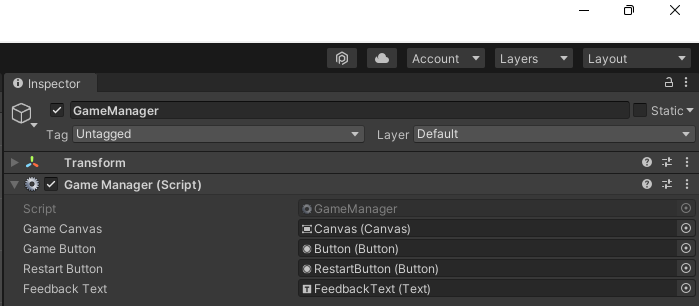 Account Layers Layout
Inspector
GameManager Static
Tag Untagged Layer Default
Transform
Game Manager (Script)
Script GameManager
Game Canvas Canvas (Canvas)
Game Button Button (Button)
Restart Button RestartButton (Button)
Feedback Text FeedbackText (Text)